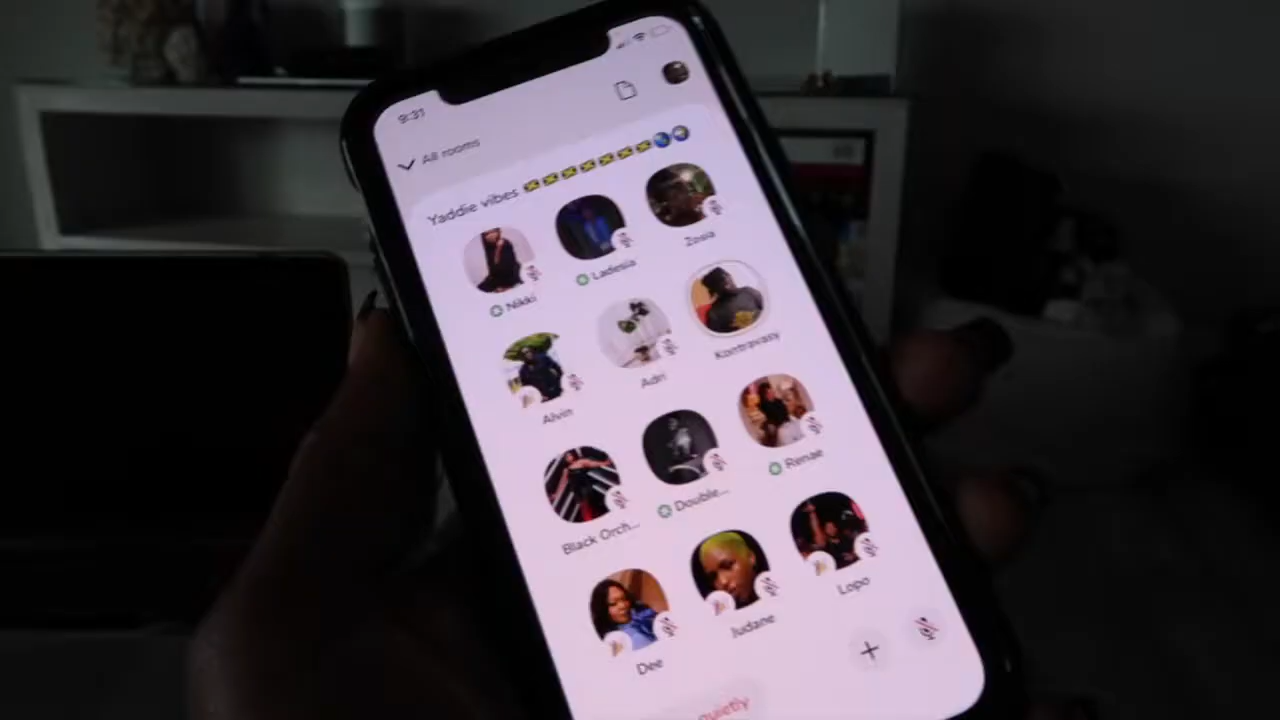 9:31
All rooms
Yaddie vibes 🇯🇲🇯🇲🇯🇲🇯🇲🇯🇲🇯🇲🇯🇲🌍🌍
Nikki
Ladesia
Zosia
Alvin
Adri
Kontravasy
Black Orch...
Double...
Renae
Dee
Judane
Lopo
quietly